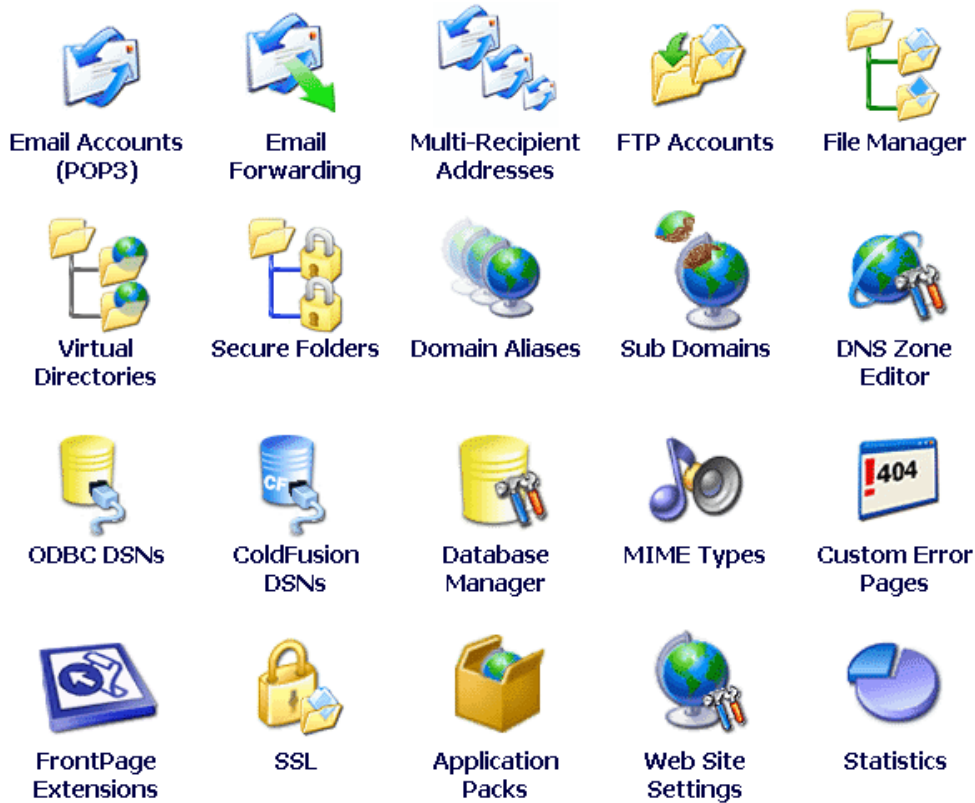 Email Accounts
(POP3)
Email
Forwarding
Multi-Recipient
Addresses
FTP Accounts
File Manager
Virtual
Directories
Secure Folders
Domain Aliases
Sub Domains
DNS Zone
Editor
ODBC DSNs
CF
ColdFusion
DSNs
Database
Manager
MIME Types
!404
Custom Error
Pages
FrontPage
Extensions
SSL
Application
Packs
Web Site
Settings
Statistics